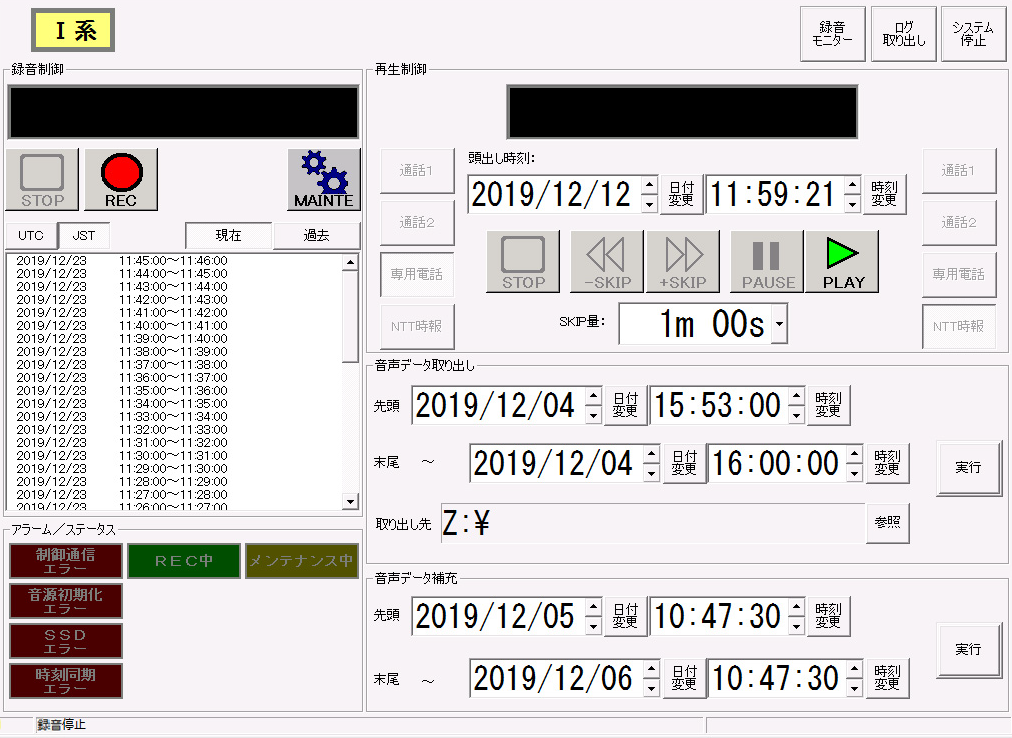 Ⅰ 系
録音
モニター
ログ
取り出し
システム
停止
録音制御
再生制御
STOP
REC
MAINTE
UTC
JST
現在
過去
2019/12/23 11:45:00～11:46:00
2019/12/23 11:44:00～11:45:00
2019/12/23 11:43:00～11:44:00
2019/12/23 11:42:00～11:43:00
2019/12/23 11:41:00～11:42:00
2019/12/23 11:40:00～11:41:00
2019/12/23 11:39:00～11:40:00
2019/12/23 11:38:00～11:39:00
2019/12/23 11:37:00～11:38:00
2019/12/23 11:36:00～11:37:00
2019/12/23 11:35:00～11:36:00
2019/12/23 11:34:00～11:35:00
2019/12/23 11:33:00～11:34:00
2019/12/23 11:32:00～11:33:00
2019/12/23 11:31:00～11:32:00
2019/12/23 11:30:00～11:31:00
2019/12/23 11:29:00～11:30:00
2019/12/23 11:28:00～11:29:00
2019/12/23 11:27:00～11:28:00
2019/12/23 11:26:00～11:27:00
アラーム／ステータス
制御通信
エラー
REC中
メンテナンス中
音源初期化
エラー
SSD
エラー
時刻同期
エラー
録音停止
通話1
通話2
専用電話
NTT時報
頭出し時刻:
2019/12/12
日付
変更
11:59:21
時刻
変更
STOP
−SKIP
+SKIP
PAUSE
PLAY
SKIP量:
1m 00s
通話1
通話2
専用電話
NTT時報
音声データ取り出し
先頭
2019/12/04
日付
変更
15:53:00
時刻
変更
末尾 ～
2019/12/04
日付
変更
16:00:00
時刻
変更
実行
取り出し先
Z:¥
参照
音声データ補充
先頭
2019/12/05
日付
変更
10:47:30
時刻
変更
末尾 ～
2019/12/06
日付
変更
10:47:30
時刻
変更
実行